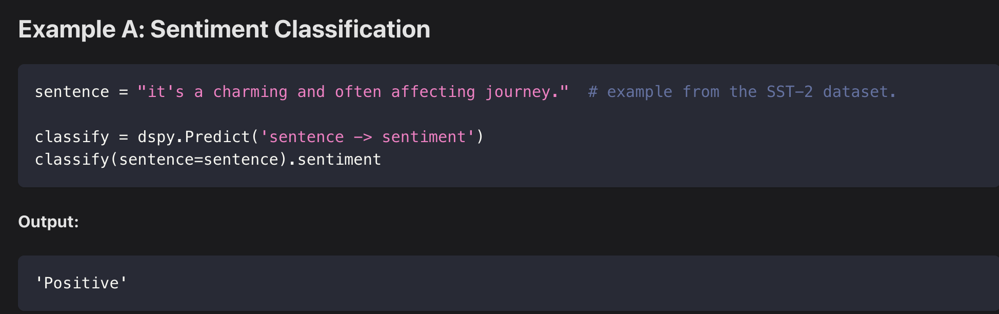 Example A: Sentiment Classification
sentence = "it's a charming and often affecting journey."  # example from the SST-2 dataset.
classify = dspy.Predict('sentence -> sentiment')
classify(sentence=sentence).sentiment
Output:
'Positive'